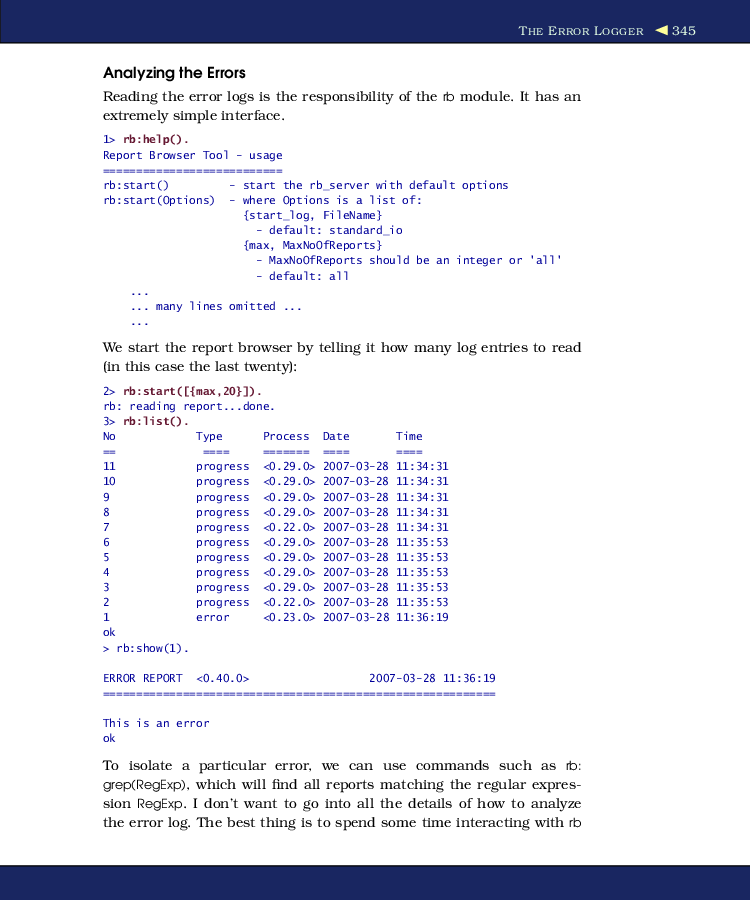 THE ERROR LOGGER ◀ 345
Analyzing the Errors
Reading the error logs is the responsibility of the rb module. It has an
extremely simple interface.
1> rb:help().
Report Browser Tool - usage
===========================
rb:start()         - start the rb_server with default options
rb:start(Options)  - where Options is a list of:
                     {start_log, FileName}
                       - default: standard_io
                     {max, MaxNoOfReports}
                       - MaxNoOfReports should be an integer or 'all'
                       - default: all
    ...
    ... many lines omitted ...
    ...
We start the report browser by telling it how many log entries to read
(in this case the last twenty):
2> rb:start([{max,20}]).
rb: reading report...done.
3> rb:list().
No            Type      Process  Date       Time
==            ====      =======  ====       ====
11            progress  <0.29.0> 2007-03-28 11:34:31
10            progress  <0.29.0> 2007-03-28 11:34:31
9             progress  <0.29.0> 2007-03-28 11:34:31
8             progress  <0.29.0> 2007-03-28 11:34:31
7             progress  <0.22.0> 2007-03-28 11:34:31
6             progress  <0.29.0> 2007-03-28 11:35:53
5             progress  <0.29.0> 2007-03-28 11:35:53
4             progress  <0.29.0> 2007-03-28 11:35:53
3             progress  <0.29.0> 2007-03-28 11:35:53
2             progress  <0.22.0> 2007-03-28 11:35:53
1             error     <0.23.0> 2007-03-28 11:36:19
ok
> rb:show(1).
ERROR REPORT  <0.40.0>                  2007-03-28 11:36:19
===========================================================
This is an error
ok
To isolate a particular error, we can use commands such as rb:
grep(RegExp), which will find all reports matching the regular expres-
sion RegExp. I don't want to go into all the details of how to analyze
the error log. The best thing is to spend some time interacting with rb